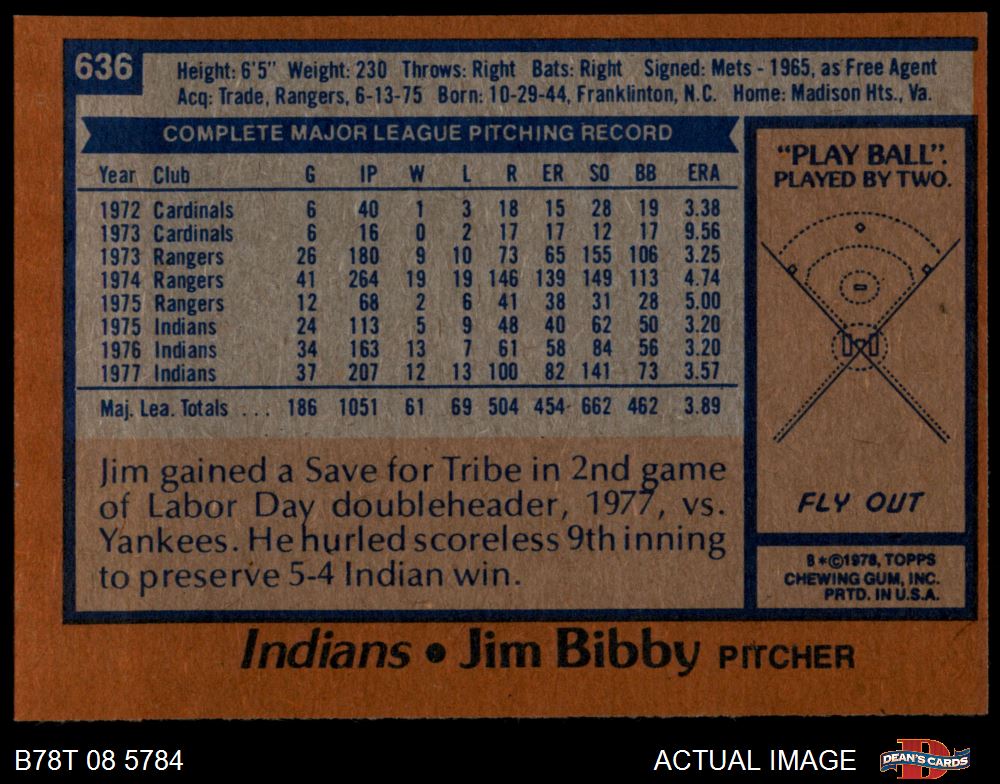 636
Height: 6'5" Weight: 230 Throws: Right Bats: Right Signed: Mets - 1965, as Free Agent
Acq: Trade, Rangers, 6-13-75 Born: 10-29-44, Franklinton, N.C. Home: Madison Hts., Va.
COMPLETE MAJOR LEAGUE PITCHING RECORD
Year Club G IP W L R ER SO BB ERA
1972 Cardinals 6 40 1 3 18 15 28 19 3.38
1973 Cardinals 6 16 0 2 17 17 12 17 9.56
1973 Rangers 26 180 9 10 73 65 155 106 3.25
1974 Rangers 41 264 19 19 146 139 149 113 4.74
1975 Rangers 12 68 2 6 41 38 31 28 5.00
1975 Indians 24 113 5 9 48 40 62 50 3.20
1976 Indians 34 163 13 7 61 58 84 56 3.20
1977 Indians 37 207 12 13 100 82 141 73 3.57
Maj. Lea. Totals ... 186 1051 61 69 504 454 662 462 3.89
Jim gained a Save for Tribe in 2nd game
of Labor Day doubleheader, 1977, vs.
Yankees. He hurled scoreless 9th inning
to preserve 5-4 Indian win.
"PLAY BALL".
PLAYED BY TWO.
FLY OUT
B*©1978, TOPPS
CHEWING GUM, INC.
PRTD. IN U.S.A.
Indians • Jim Bibby PITCHER
B78T 08 5784
ACTUAL IMAGE
DEAN'S CARDS